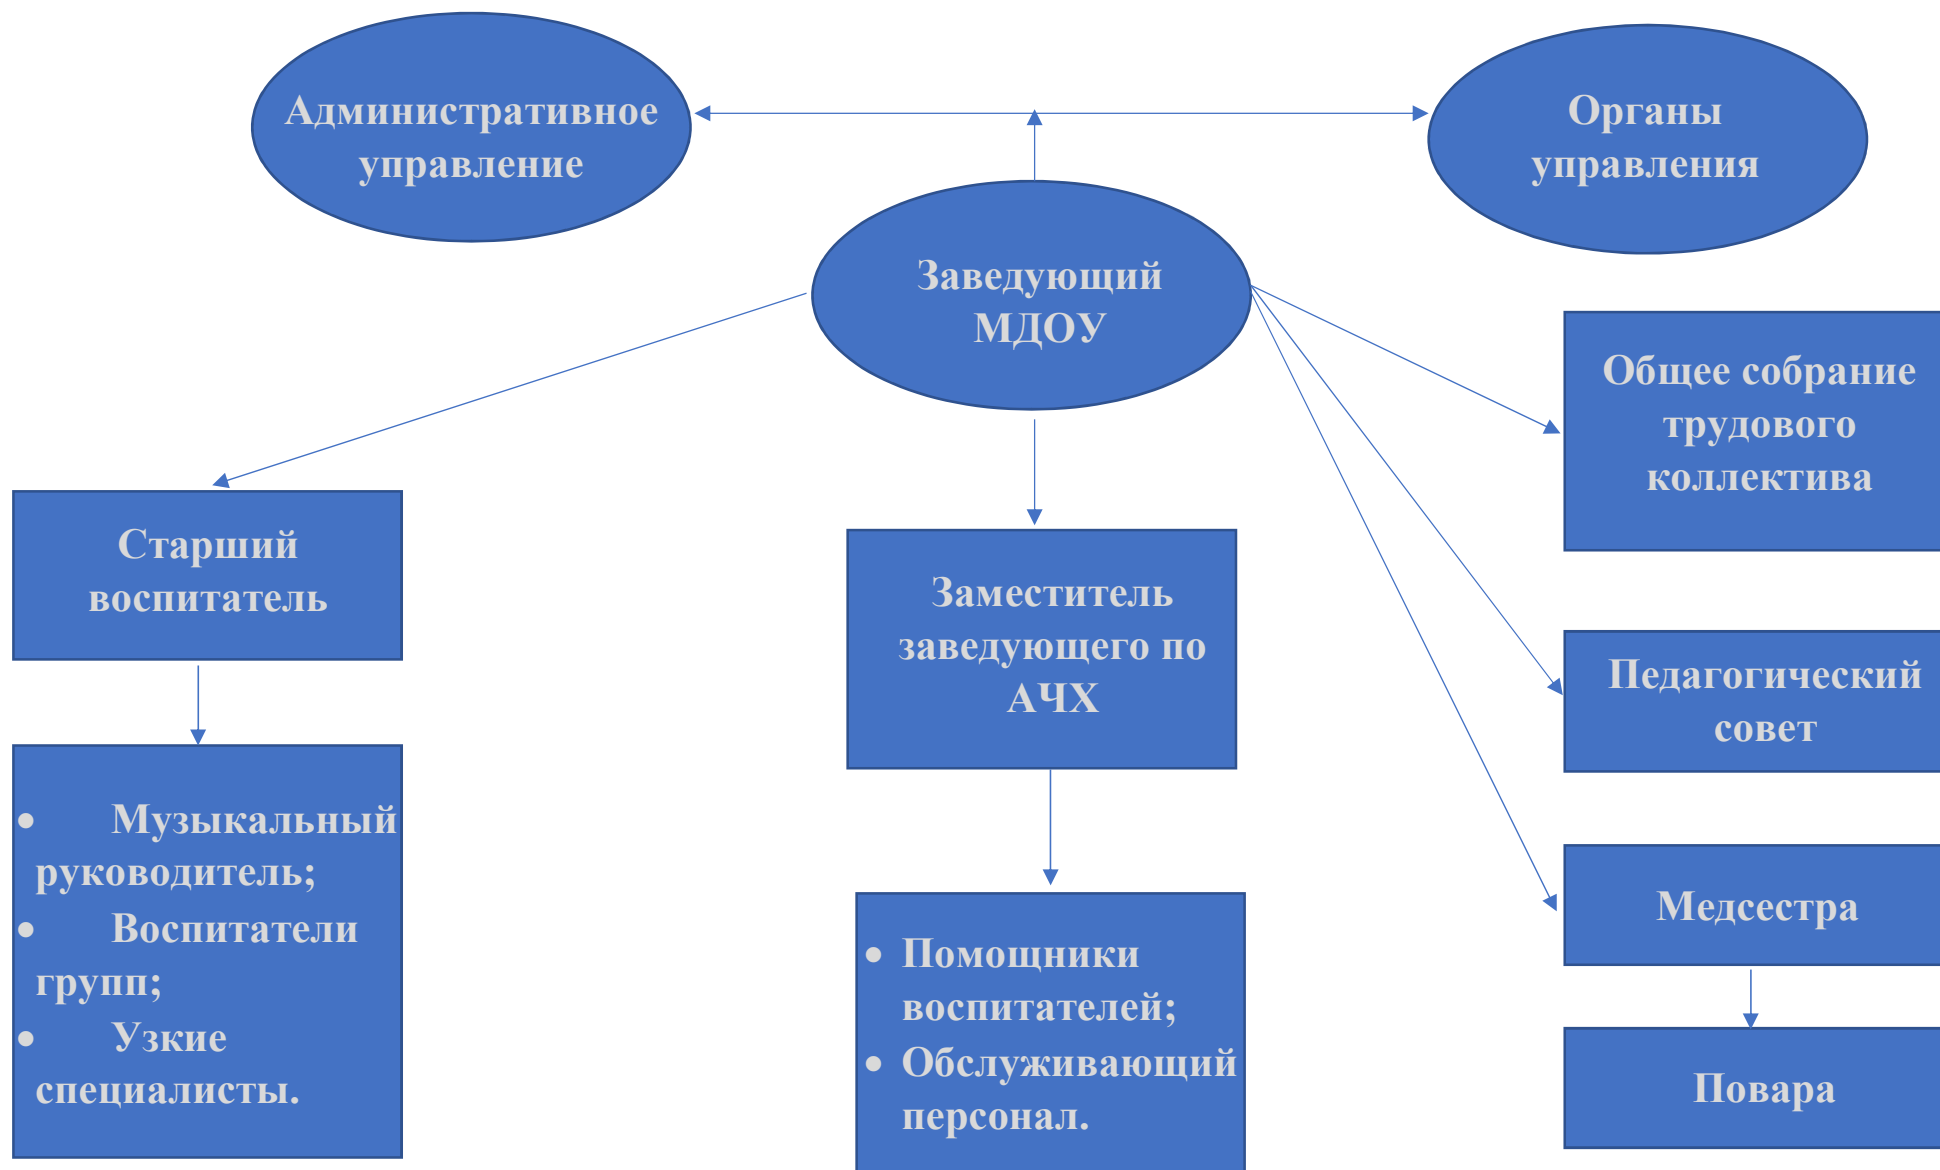 Административное
управление
Органы
управления
Заведующий
МДОУ
Общее собрание
трудового
коллектива
Старший
воспитатель
Заместитель
заведующего по
АЧХ
Педагогический
совет
• Музыкальный
руководитель;
• Воспитатели
групп;
• Узкие
специалисты.
• Помощники
воспитателей;
• Обслуживающий
персонал.
Медсестра
Повара